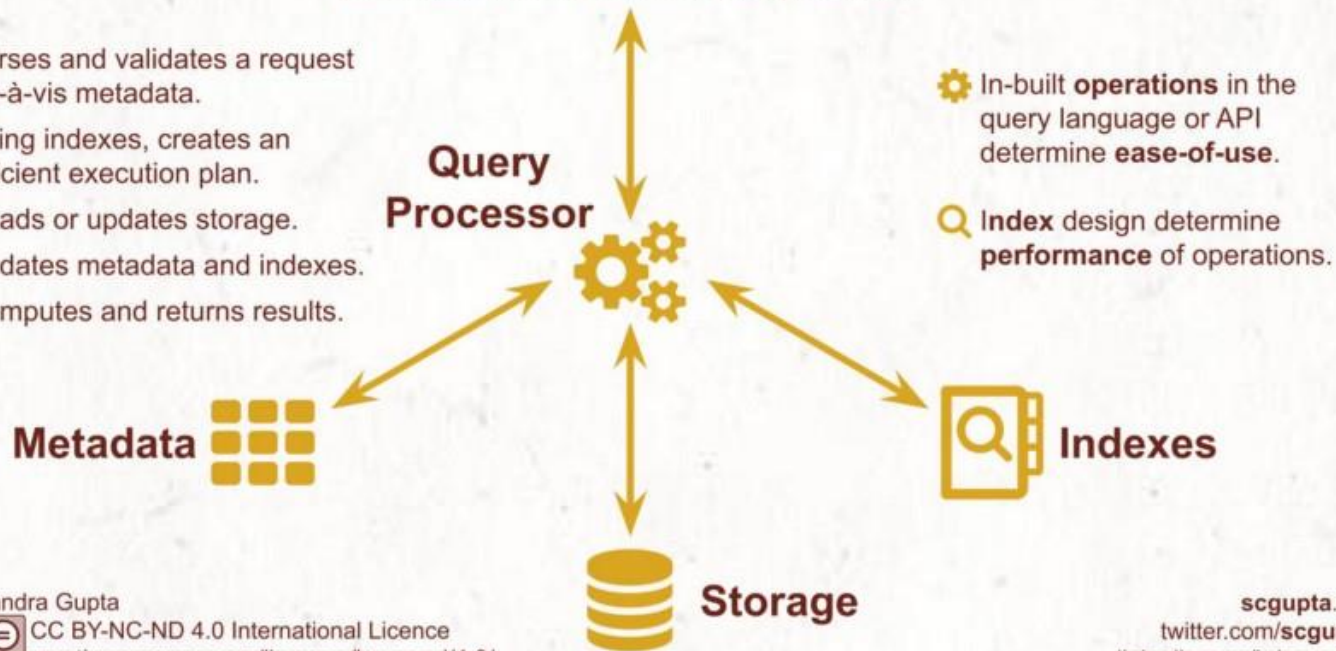 rses and validates a request
-à-vis metadata.
ing indexes, creates an
cient execution plan.
ads or updates storage.
dates metadata and indexes.
mputes and returns results.
Query
Processor
In-built operations in the
query language or API
determine ease-of-use.
Index design determine
performance of operations.
Metadata
Indexes
Storage
ndra Gupta
CC BY-NC-ND 4.0 International Licence
scgupta.
twitter.com/scgu